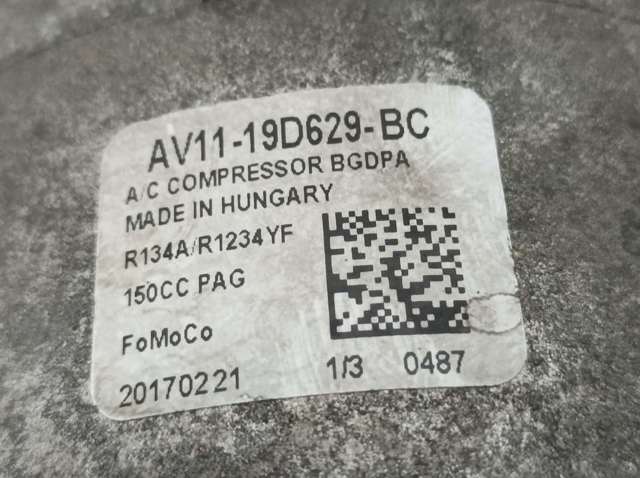 AV11-19D629-BC
A/C COMPRESSOR BGDPA
MADE IN HUNGARY
R134A/R1234YF
150CC PAG
FoMoCo
20170221 1/3 0487